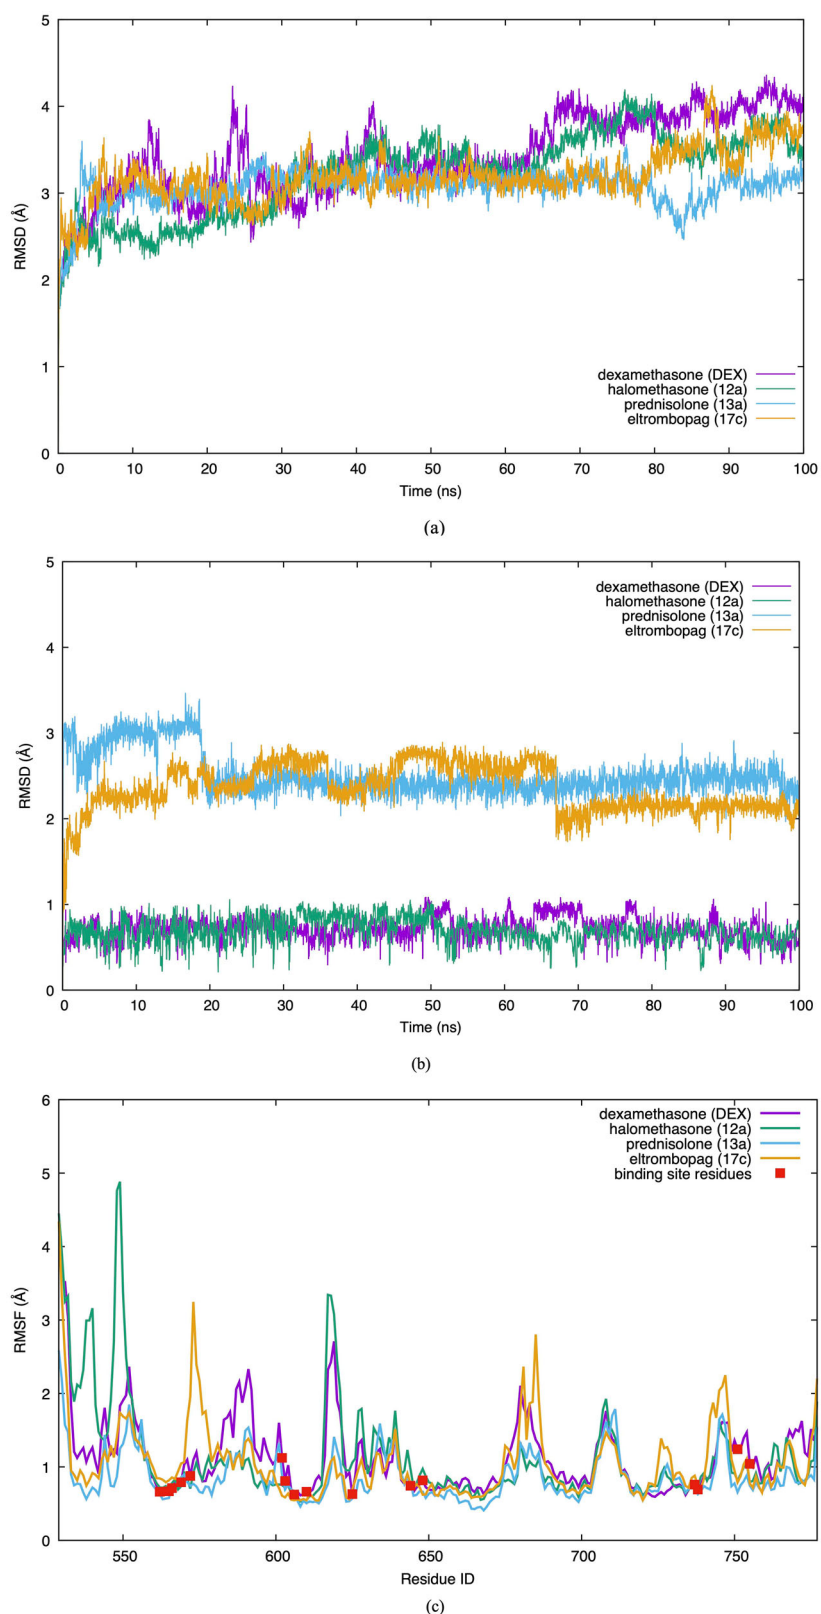 5
4
3
2
1
0
RMSD (Å)
dexamethasone (DEX)
halomethasone (12a)
prednisolone (13a)
eltrombopag (17c)
0 10 20 30 40 50 60 70 80 90 100
Time (ns)
(a)
5
4
3
2
1
0
RMSD (Å)
dexamethasone (DEX)
halomethasone (12a)
prednisolone (13a)
eltrombopag (17c)
0 10 20 30 40 50 60 70 80 90 100
Time (ns)
(b)
6
5
4
3
2
1
0
RMSF (Å)
dexamethasone (DEX)
halomethasone (12a)
prednisolone (13a)
eltrombopag (17c)
binding site residues
550 600 650 700 750
Residue ID
(c)